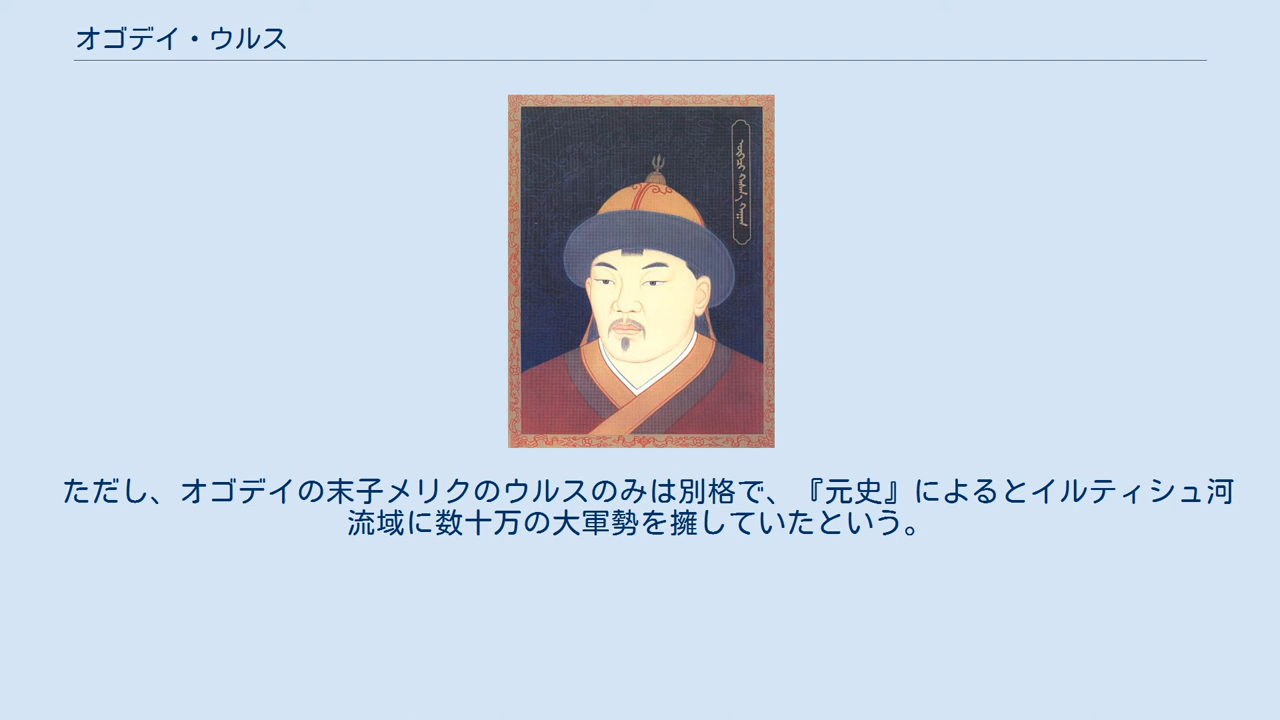 オゴデイ・ウルス
ただし、オゴデイの末子メリクのウルスのみは別格で、『元史』によるとイルティシュ河
流域に数十万の大軍勢を擁していたという。